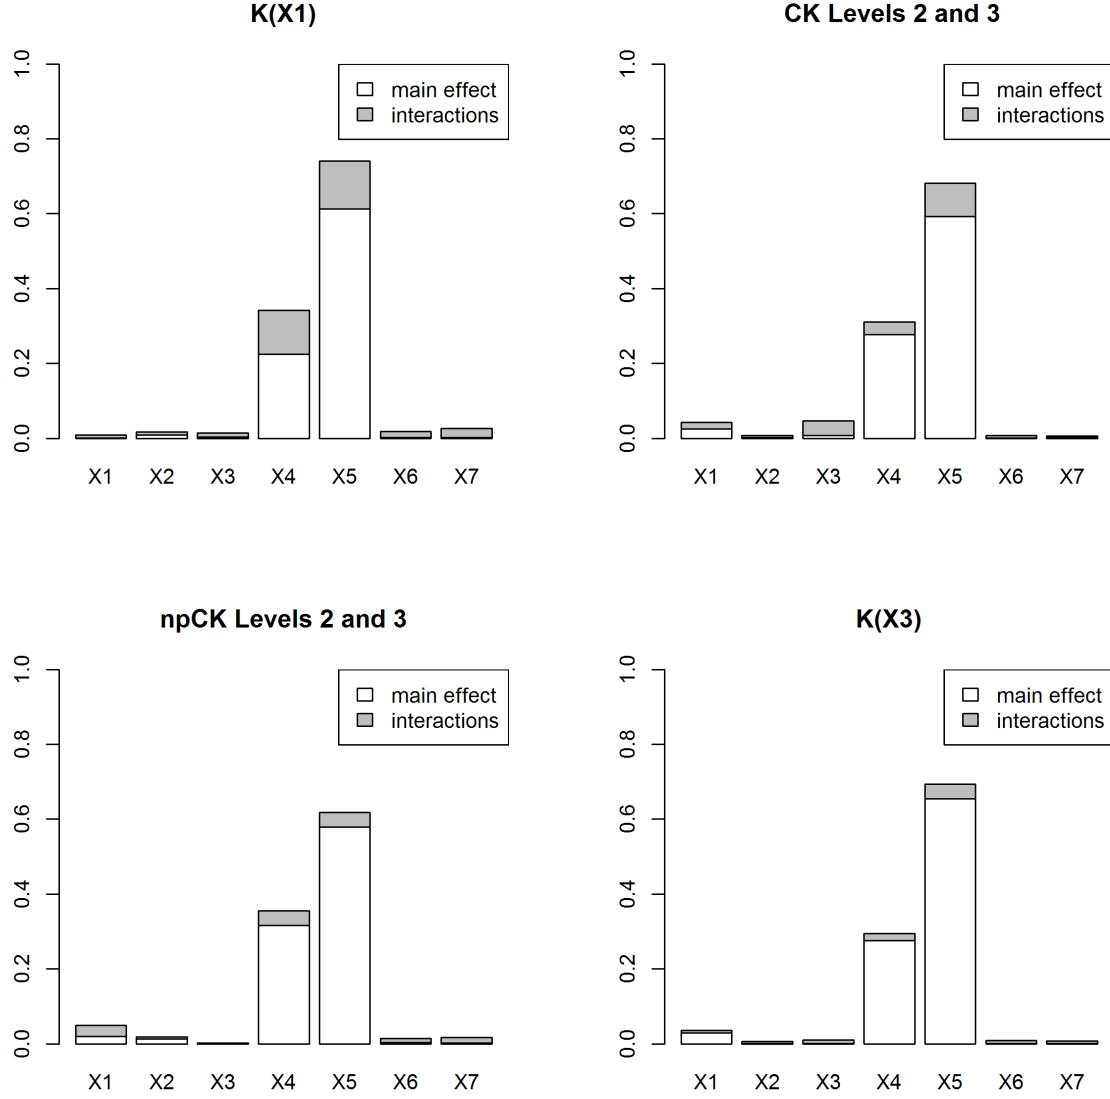 K(X1)
main effect
interactions
0.0 0.2 0.4 0.6 0.8 1.0
X1 X2 X3 X4 X5 X6 X7
CK Levels 2 and 3
main effect
interactions
0.0 0.2 0.4 0.6 0.8 1.0
X1 X2 X3 X4 X5 X6 X7
npCK Levels 2 and 3
main effect
interactions
0.0 0.2 0.4 0.6 0.8 1.0
X1 X2 X3 X4 X5 X6 X7
K(X3)
main effect
interactions
0.0 0.2 0.4 0.6 0.8 1.0
X1 X2 X3 X4 X5 X6 X7